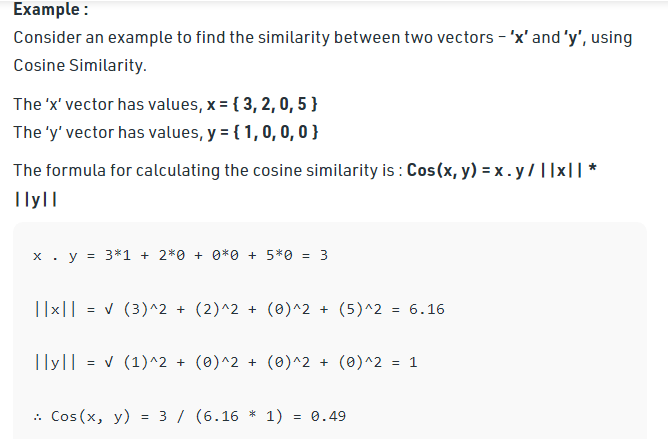 Example :
Consider an example to find the similarity between two vectors – 'x' and 'y', using
Cosine Similarity.
The 'x' vector has values, x = { 3, 2, 0, 5 }
The 'y' vector has values, y = { 1, 0, 0, 0 }
The formula for calculating the cosine similarity is : Cos(x, y) = x . y / ||x|| *
||y||
x . y = 3*1 + 2*0 + 0*0 + 5*0 = 3
||x|| = √ (3)^2 + (2)^2 + (0)^2 + (5)^2 = 6.16
||y|| = √ (1)^2 + (0)^2 + (0)^2 + (0)^2 = 1
∴ Cos(x, y) = 3 / (6.16 * 1) = 0.49